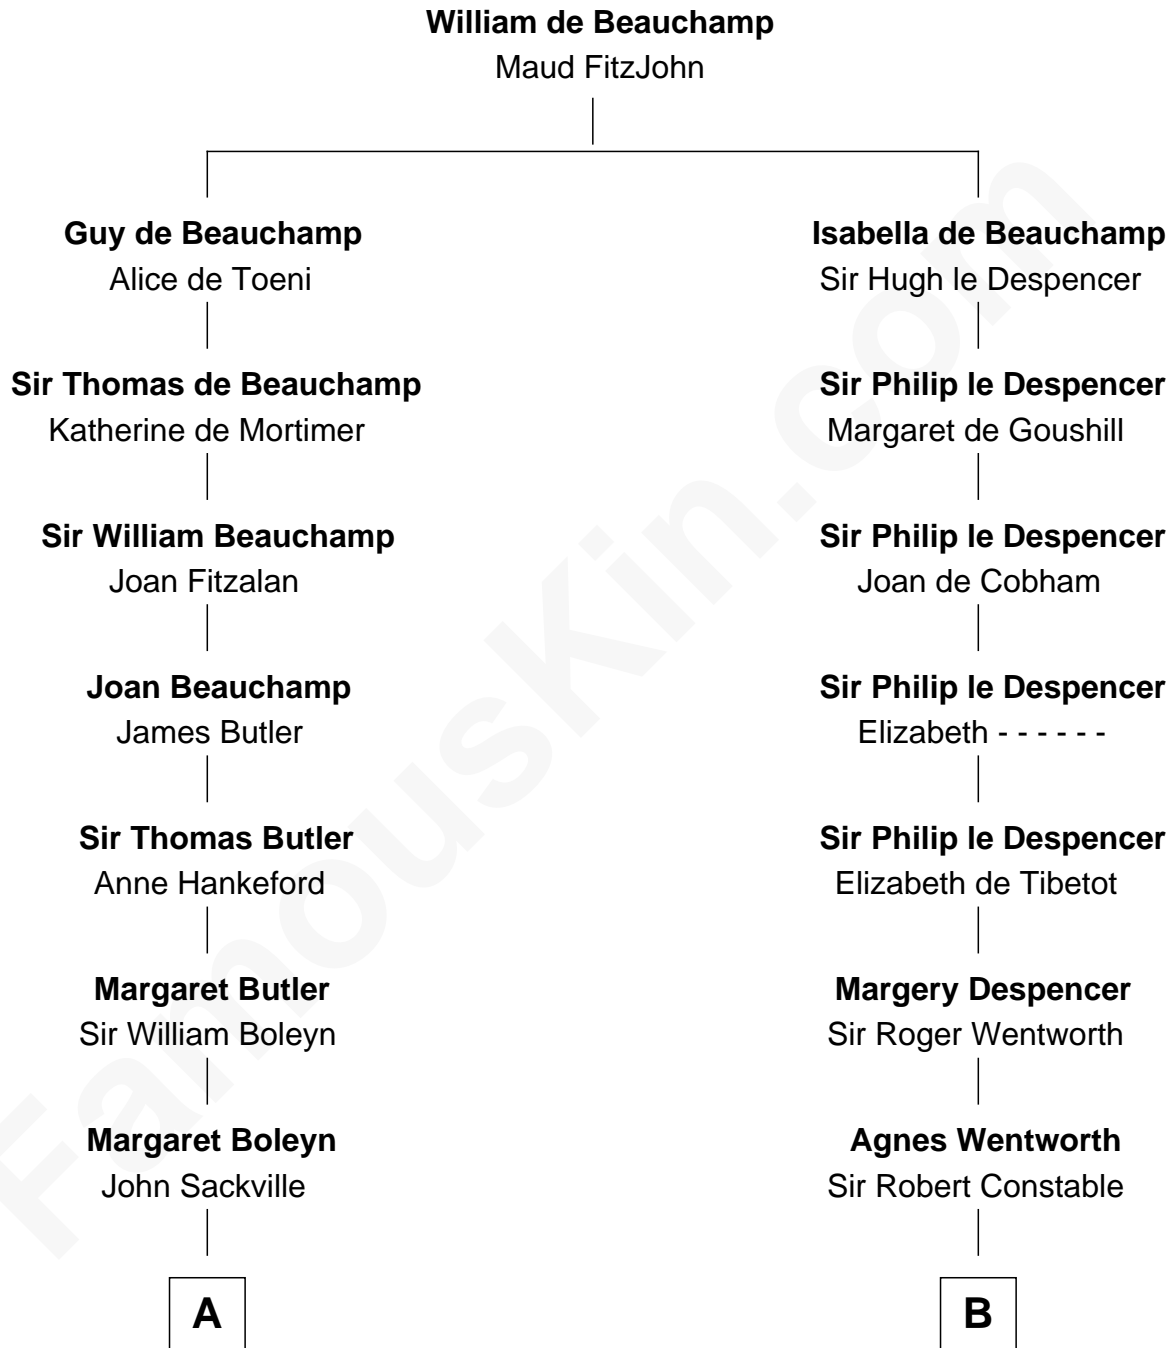 William de Beauchamp
Maud FitzJohn
Guy de Beauchamp
Alice de Toeni
Isabella de Beauchamp
Sir Hugh le Despencer
Sir Thomas de Beauchamp
Katherine de Mortimer
Sir Philip le Despencer
Margaret de Goushill
Sir William Beauchamp
Joan Fitzalan
Sir Philip le Despencer
Joan de Cobham
Joan Beauchamp
James Butler
Sir Philip le Despencer
Elizabeth - - - - - -
Sir Thomas Butler
Anne Hankeford
Sir Philip le Despencer
Elizabeth de Tibetot
Margaret Butler
Sir William Boleyn
Margery Despencer
Sir Roger Wentworth
Margaret Boleyn
John Sackville
Agnes Wentworth
Sir Robert Constable
A
B
FamousKin.com